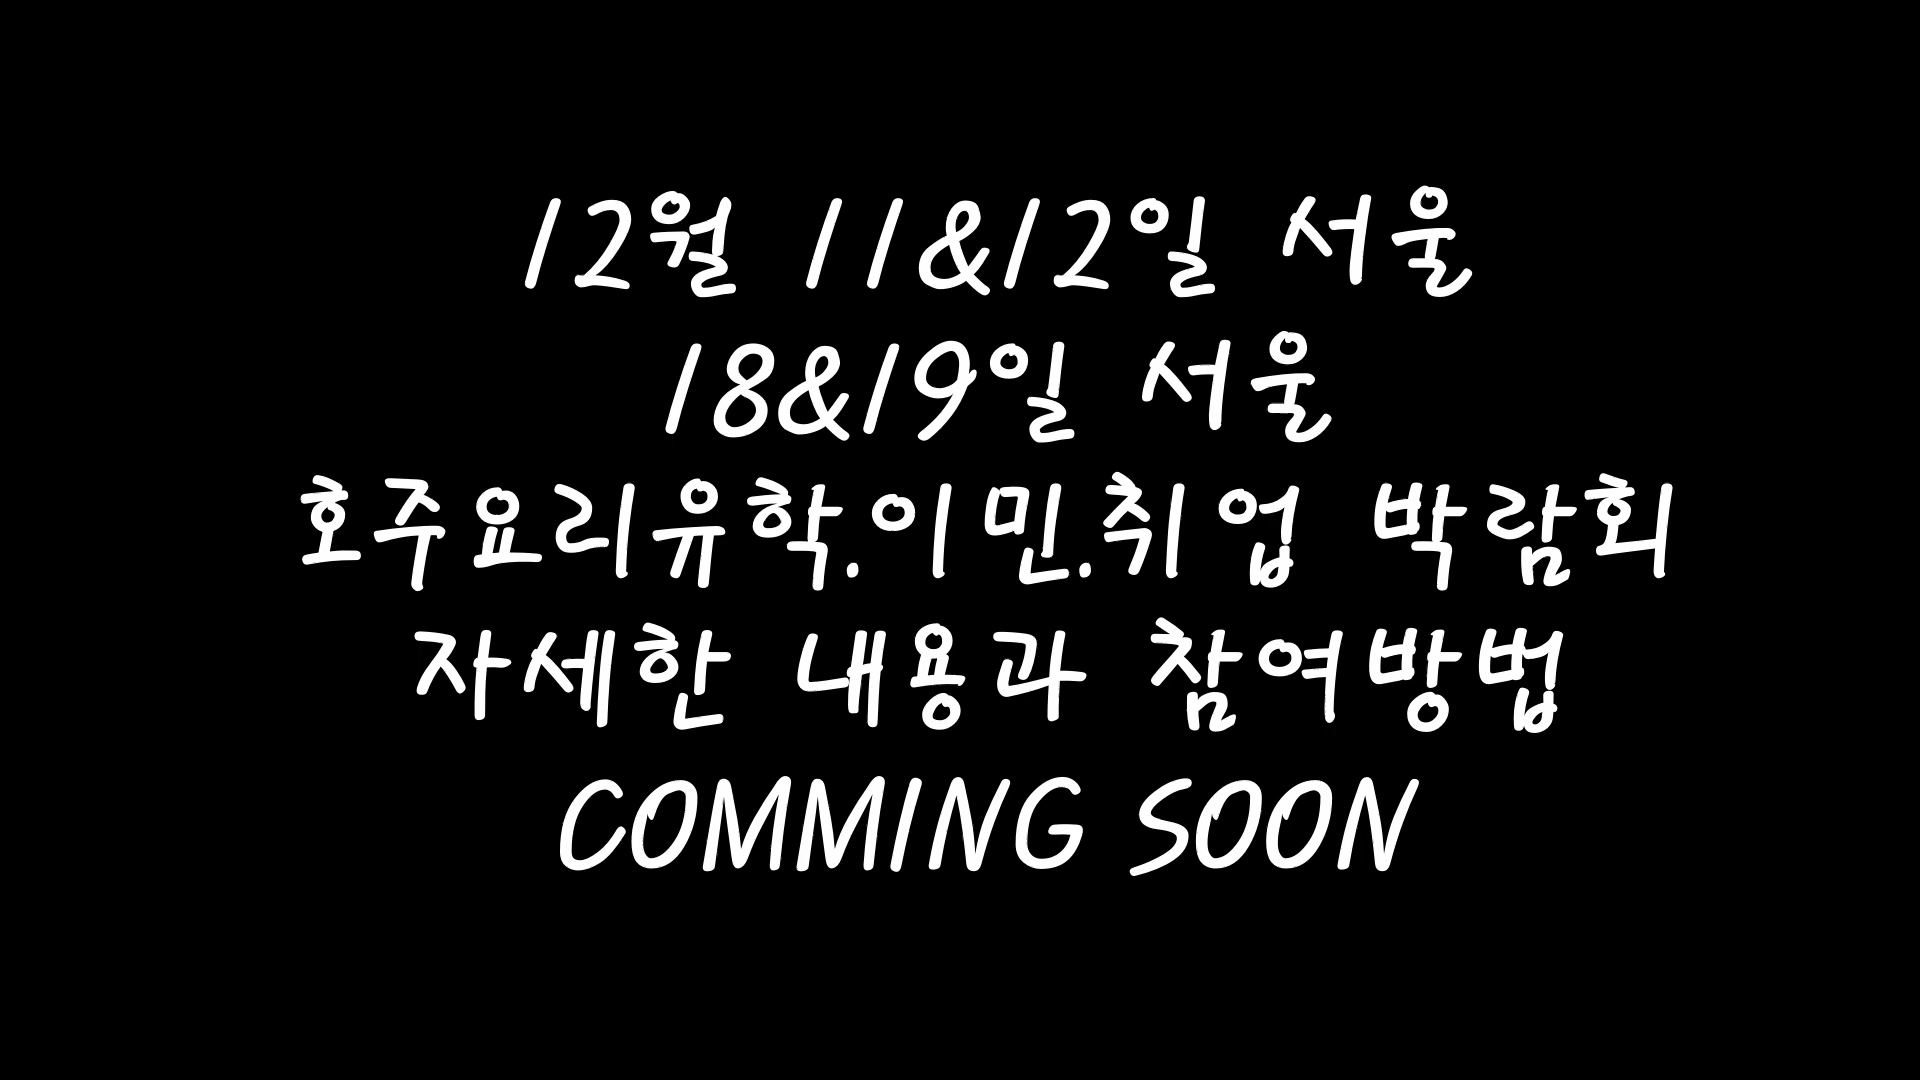 12월 11&12일 서울
18&19일 서울
호주요리유학.이민.취업 박람회
자세한 내용과 참여방법
COMMING SOON